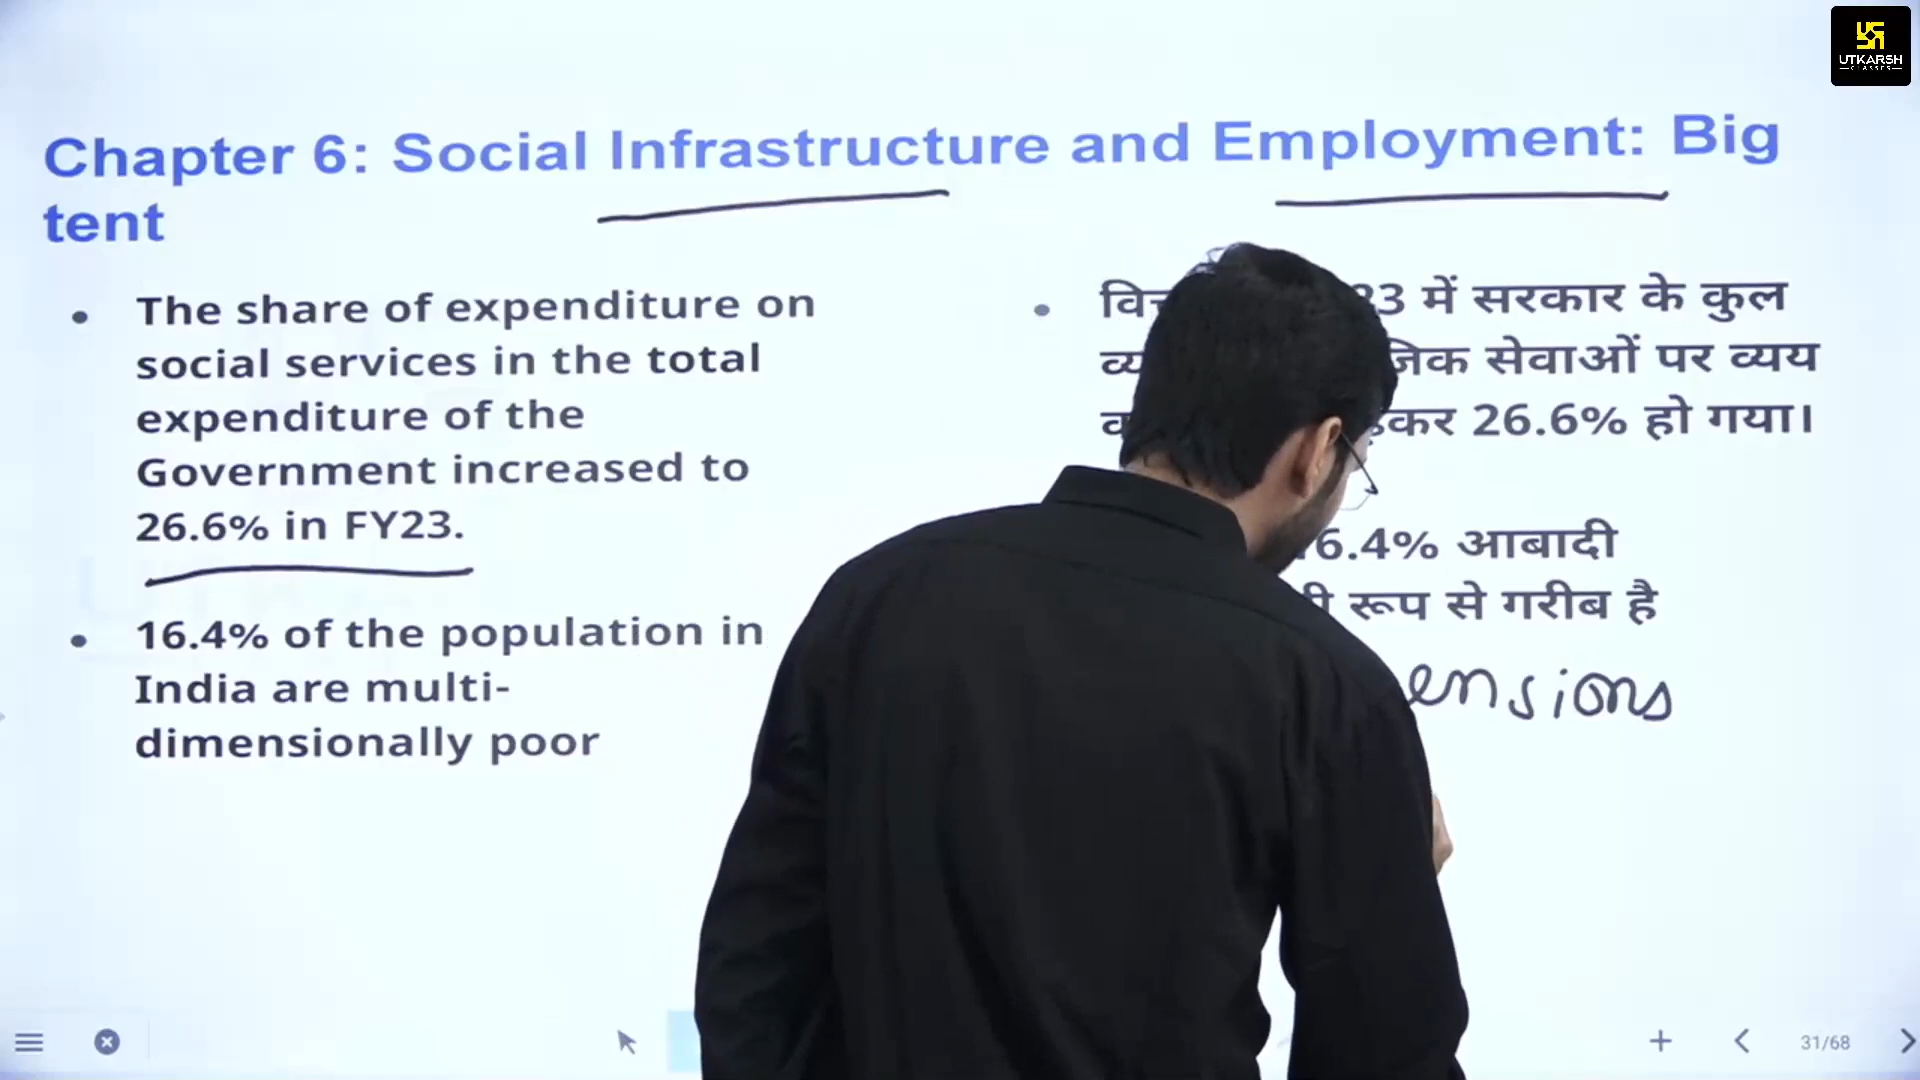 UTKARSH
CLASSES
Chapter 6: Social Infrastructure and Employment: Big
tent
• The share of expenditure on
social services in the total
expenditure of the
Government increased to
26.6% in FY23.
• 16.4% of the population in
India are multi-
dimensionally poor
• में सरकार के कुल
सेवाओं पर व्यय
26.6% हो गया।
16.4% आबादी
रूप से गरीब है
ensions
31/68